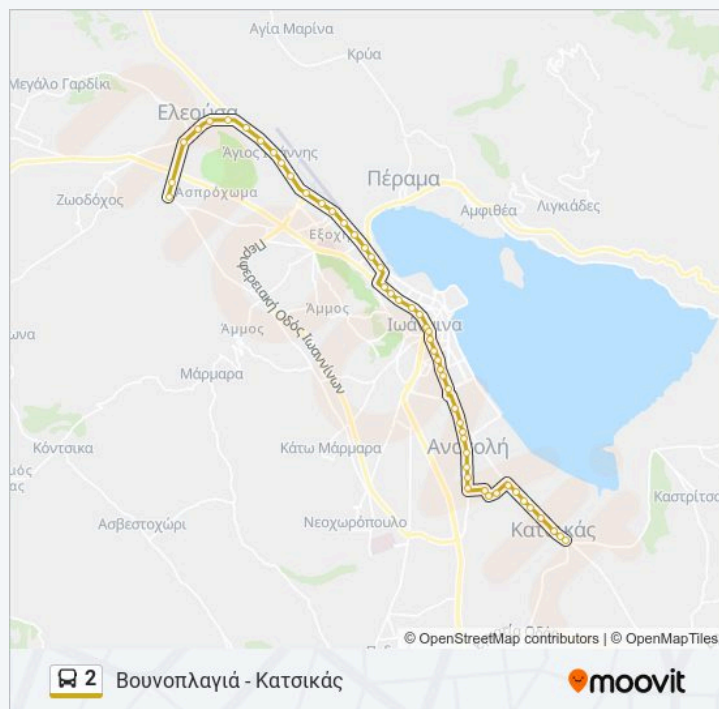 Αγία Μαρίνα
Κρύα
Μεγάλο Γαρδίκι
Ελεούσα
Άγιος Ιωάννης
Πέραμα
Ζωοδόχος
Ασπρόχωμα
Αμφιθέα
Λιγκιάδες
Εξοχή
Περιφερειακή Οδός Ιωαννίνων
Άμμος
Άμμος
Ιωάννινα
Μάρμαρα
Κόντσικα
Κάτω Μάρμαρα
Ανατολή
Καστρίτσα
Ασβεστοχώρι
Νεοχωρόπουλο
Κατσικάς
© OpenStreetMap contributors | © OpenMapTiles
2 Βουνοπλαγιά - Κατσικάς
moovit